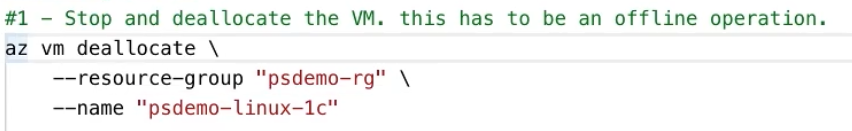 #1 - Stop and deallocate the VM. this has to be an offline operation.
az vm deallocate \
    --resource-group "psdemo-rg" \
    --name "psdemo-linux-1c"